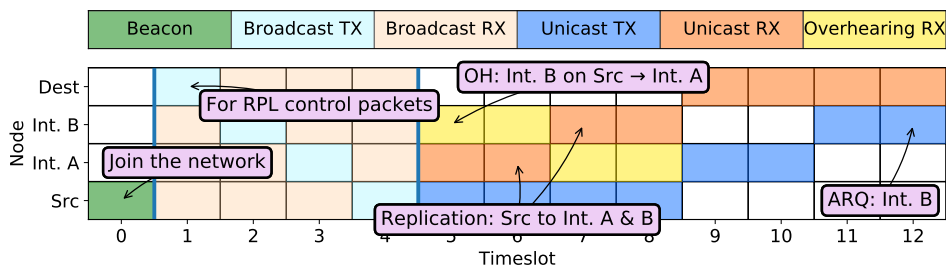 Beacon Broadcast TX Broadcast RX Unicast TX Unicast RX Overhearing RX
Dest
OH: Int. B on Src → Int. A
For RPL control packets
Int. B
Node
Join the network
Int. A
Src
ARQ: Int. B
Replication: Src to Int. A & B
0 1 2 3 4 5 6 7 8 9 10 11 12
Timeslot